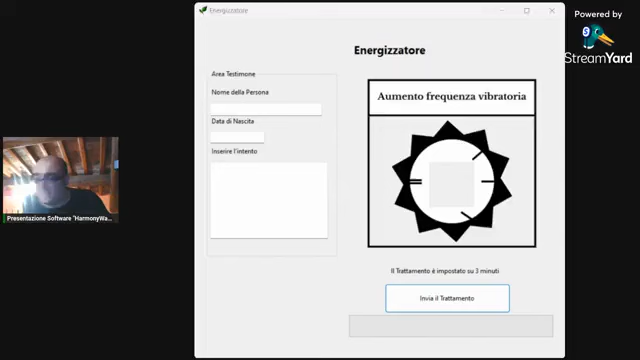 Energizzatore
Powered by
StreamYard
Energizzatore
Area Testimone
Nome della Persona
Data di Nascita
Inserire l'intento
Aumento frequenza vibratoria
Il Trattamento è impostato su 3 minuti
Invia il Trattamento
Presentazione Software "HarmonyWa...